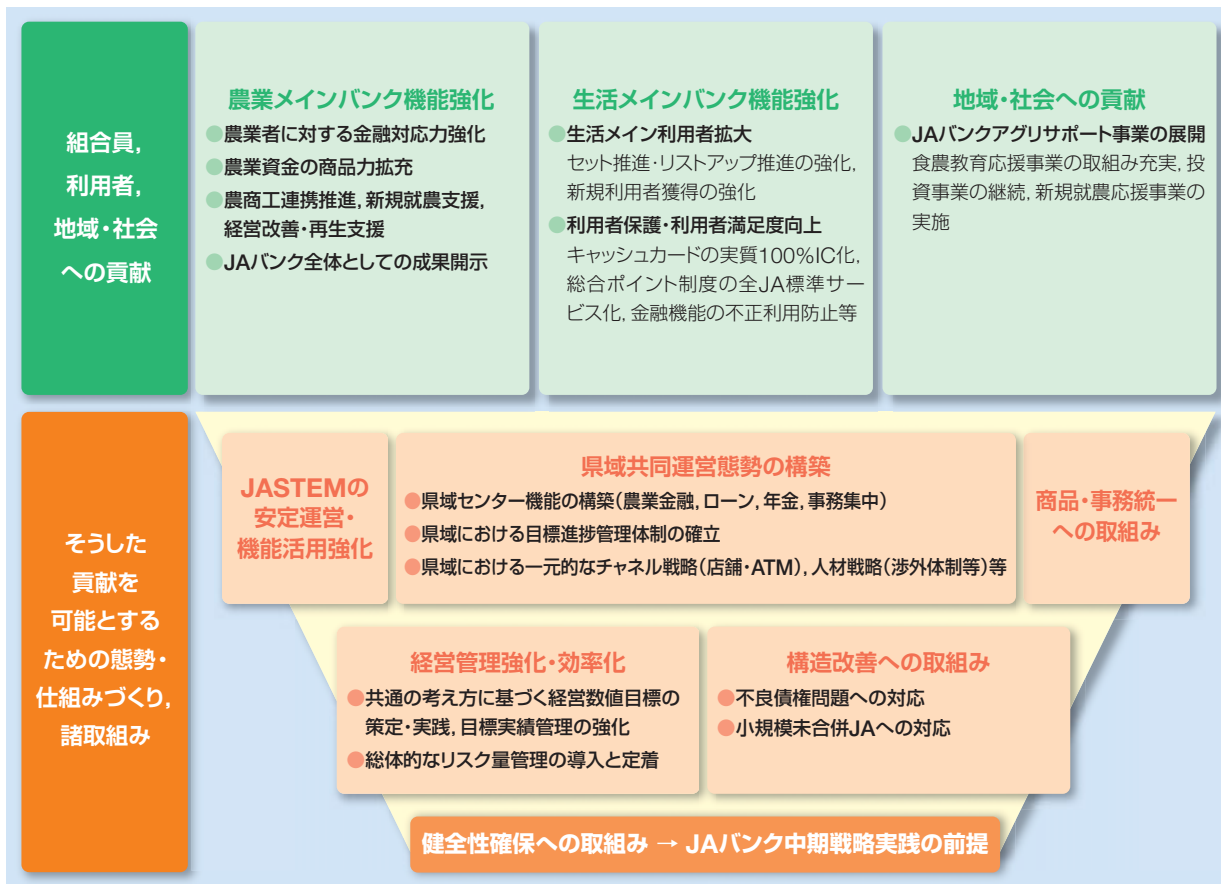 組合員,
利用者,
地域・社会
への貢献
農業メインバンク機能強化
●農業者に対する金融対応力強化
●農業資金の商品力拡充
●農商工連携推進, 新規就農支援,
経営改善・再生支援
●JAバンク全体としての成果開示
生活メインバンク機能強化
●生活メイン利用者拡大
セット推進・リストアップ推進の強化,
新規利用者獲得の強化
●利用者保護・利用者満足度向上
キャッシュカードの実質100%IC化,
総合ポイント制度の全JA標準サー
ビス化, 金融機能の不正利用防止等
地域・社会への貢献
●JAバンクアグリサポート事業の展開
食農教育応援事業の取組み充実, 投
資事業の継続, 新規就農応援事業の
実施
そうした
貢献を
可能とする
ための態勢・
仕組みづくり,
諸取組み
JASTEMの
安定運営・
機能活用強化
県域共同運営態勢の構築
●県域センター機能の構築(農業金融, ローン, 年金, 事務集中)
●県域における目標進捗管理体制の確立
●県域における一元的なチャネル戦略(店舗・ATM), 人材戦略(渉外体制等)等
商品・事務統一
への取組み
経営管理強化・効率化
●共通の考え方に基づく経営数値目標の
策定・実践, 目標実績管理の強化
●総体的なリスク量管理の導入と定着
構造改善への取組み
●不良債権問題への対応
●小規模未合併JAへの対応
健全性確保への取組み → JAバンク中期戦略実践の前提